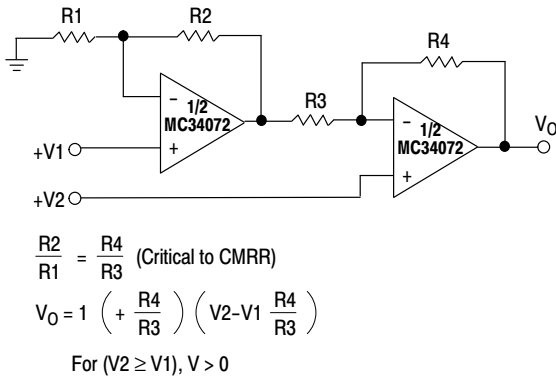 R1
R2
R3
R4
−
1/2
MC34072
+
−
1/2
MC34072
+
+V1
+V2
VO
R2/R1 = R4/R3 (Critical to CMRR)
VO = 1 ( + R4/R3 ) ( V2−V1 R4/R3 )
For (V2 ≥ V1), V > 0